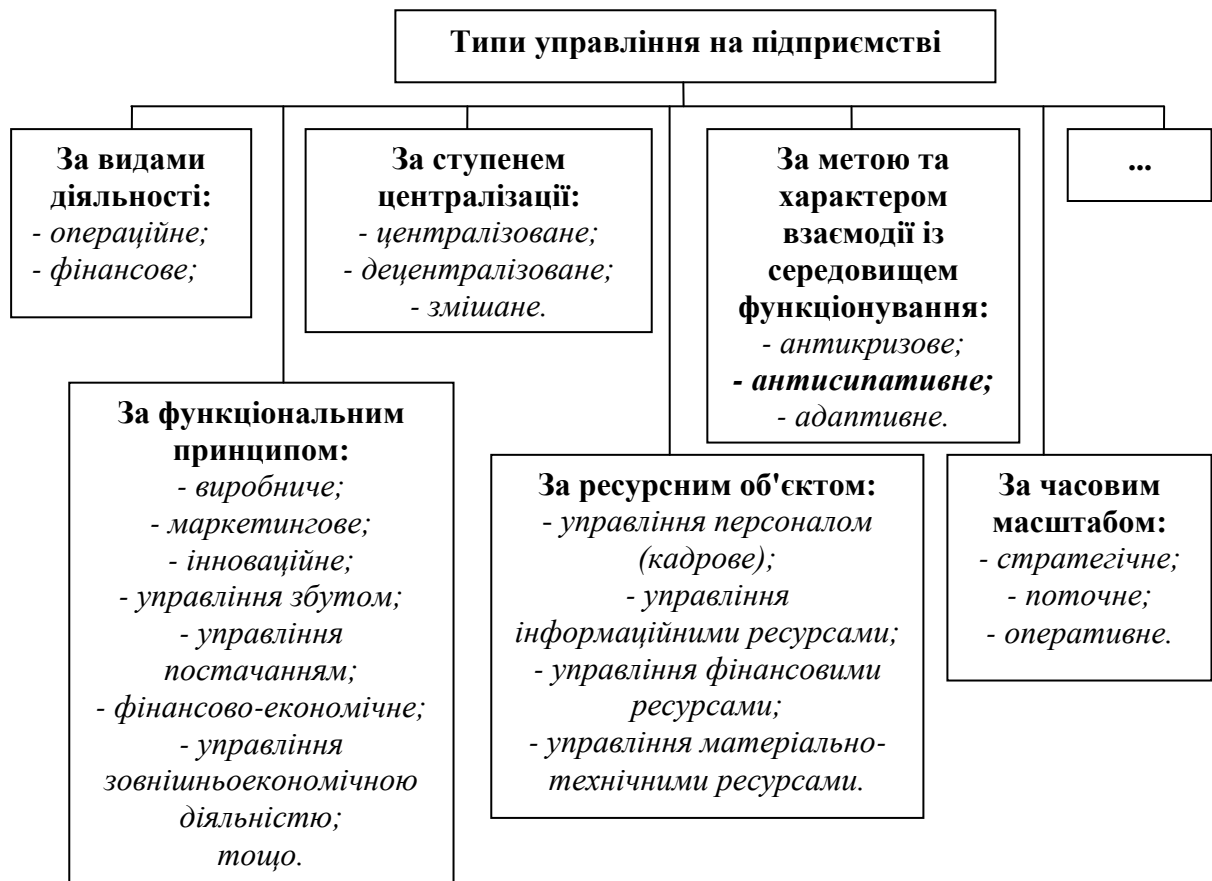 Типи управління на підприємстві
За видами
діяльності:
- операційне;
- фінансове;
За ступенем
централізації:
- централізоване;
- децентралізоване;
- змішане.
За метою та
характером
взаємодії із
середовищем
функціонування:
- антикризове;
- антисипативне;
- адаптивне.
...
За функціональним
принципом:
- виробниче;
- маркетингове;
- інноваційне;
- управління збутом;
- управління
постачанням;
- фінансово-економічне;
- управління
зовнішньоекономічною
діяльністю;
тощо.
За ресурсним об'єктом:
- управління персоналом
(кадрове);
- управління
інформаційними ресурсами;
- управління фінансовими
ресурсами;
- управління матеріально-
технічними ресурсами.
За часовим
масштабом:
- стратегічне;
- поточне;
- оперативне.